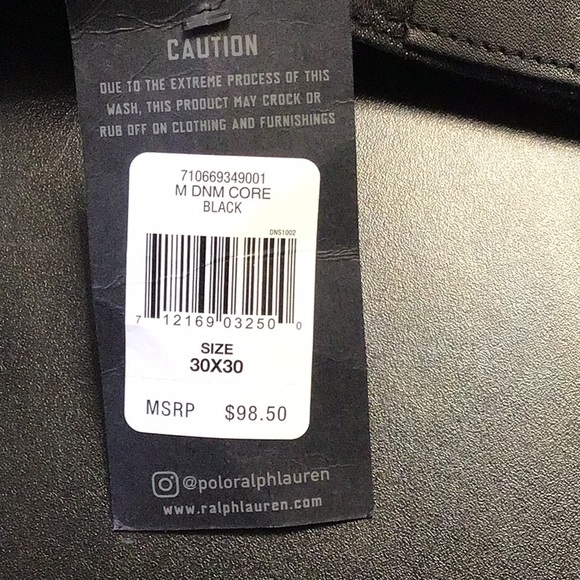 CAUTION
DUE TO THE EXTREME PROCESS OF THIS
WASH, THIS PRODUCT MAY CROCK OR
RUB OFF ON CLOTHING AND FURNISHINGS
710669349001
M DNM CORE
BLACK
DNS1002
7 12169 03250 0
SIZE
30X30
MSRP $98.50
@poloralphlauren
www.ralphlauren.com